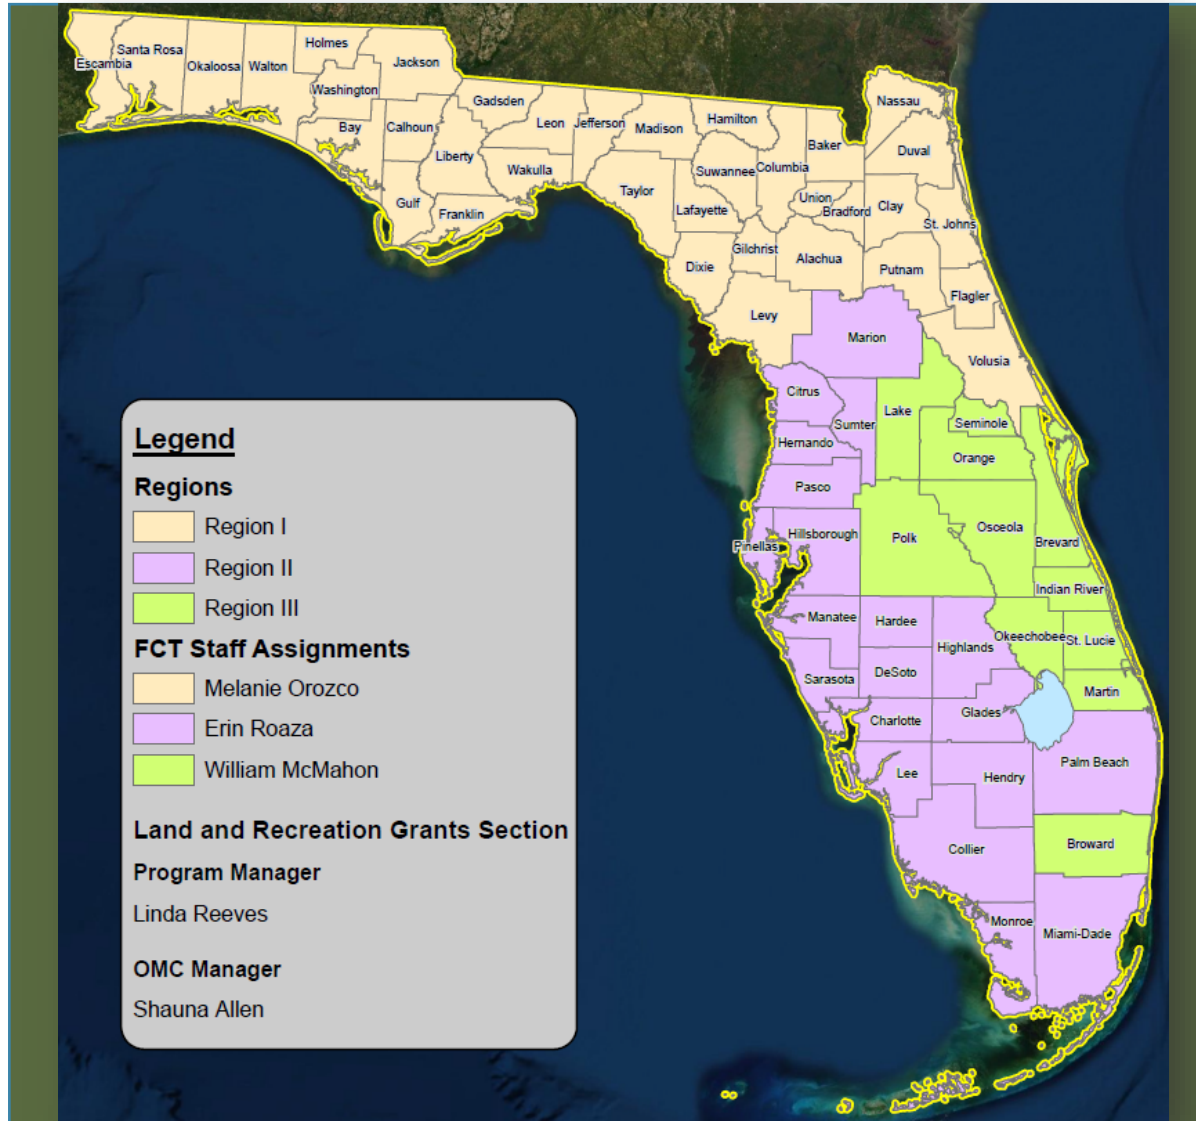 Holmes
Santa Rosa
Escambia
Okaloosa
Walton
Jackson
Washington
Gadsden
Nassau
Bay
Calhoun
Leon
Jefferson
Madison
Hamilton
Baker
Duval
Liberty
Wakulla
Suwannee
Columbia
Taylor
Union
Gulf
Franklin
Lafayette
Bradford
Clay
St. Johns
Gilchrist
Dixie
Alachua
Putnam
Flagler
Levy
Marion
Volusia
Citrus
Lake
Sumter
Seminole
Hernando
Orange
Pasco
Osceola
Pinellas
Hillsborough
Polk
Brevard
Indian River
Manatee
Hardee
Highlands
Okeechobee
St. Lucie
Sarasota
DeSoto
Martin
Charlotte
Glades
Palm Beach
Lee
Hendry
Collier
Broward
Monroe
Miami-Dade
Legend
Regions
Region I
Region II
Region III
FCT Staff Assignments
Melanie Orozco
Erin Roaza
William McMahon
Land and Recreation Grants Section
Program Manager
Linda Reeves
OMC Manager
Shauna Allen